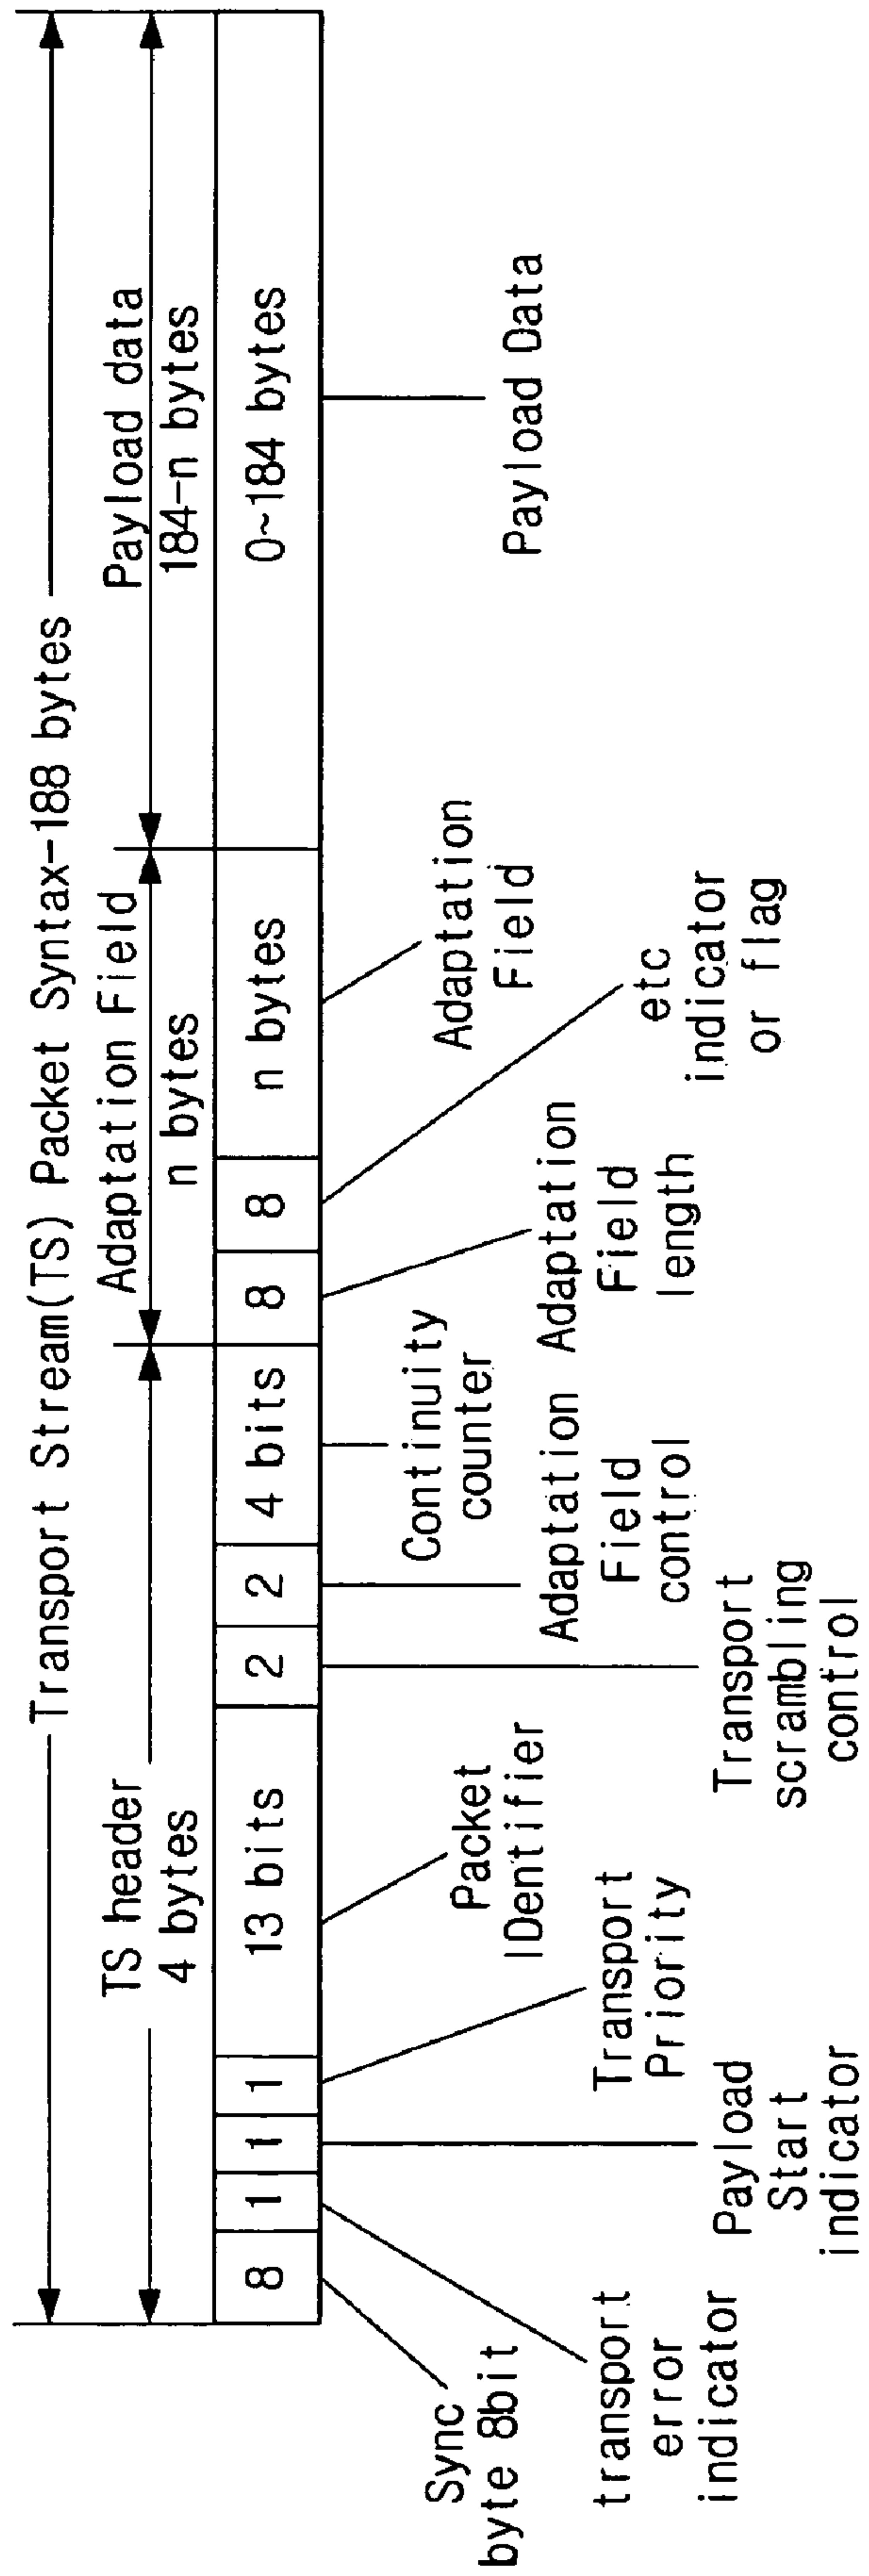 Transport Stream(TS) Packet Syntax-188 bytes
TS header
4 bytes
Adaptation Field
n bytes
Payload data
184-n bytes
8
1
1
1
13 bits
2
2
4 bits
8
8
n bytes
0~184 bytes
Sync
byte 8bit
transport
error
indicator
Payload
Start
indicator
Transport
Priority
Packet
IDentifier
Transport
scrambling
control
Adaptation
Field
control
Continuity
counter
Adaptation
Field
length
etc
indicator
or flag
Adaptation
Field
Payload Data